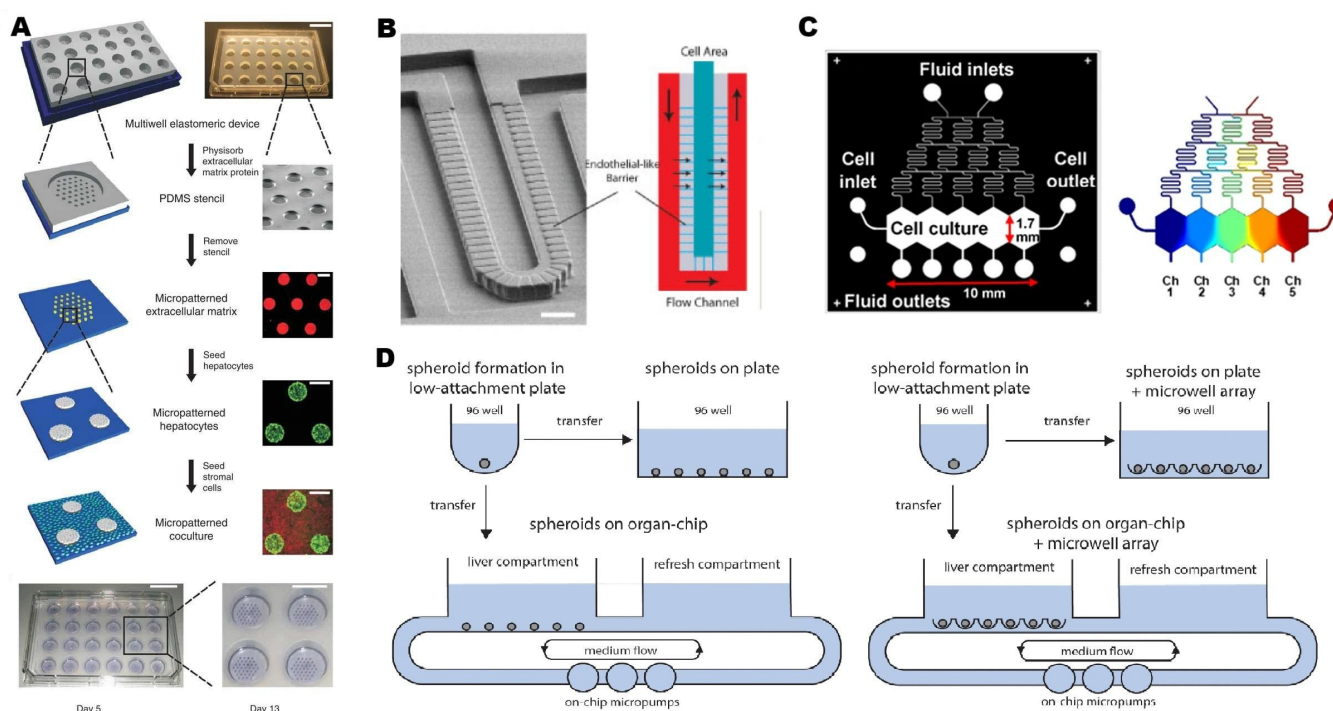 A
Multiwell elastomeric device
Physisorb
extracellular
matrix protein
PDMS stencil
Remove
stencil
Micropatterned
extracellular matrix
Seed
hepatocytes
Micropatterned
hepatocytes
Seed
stromal
cells
Micropatterned
coculture
Day 5
Day 13
B
Cell Area
Endothelial-like
Barrier
Flow Channel
C
Fluid inlets
Cell
inlet
Cell
outlet
Cell culture
1.7
mm
10 mm
Fluid outlets
Ch
1
Ch
2
Ch
3
Ch
4
Ch
5
D
spheroid formation in
low-attachment plate
96 well
transfer
spheroids on plate
96 well
transfer
spheroids on organ-chip
liver compartment
refresh compartment
medium flow
on-chip micropumps
spheroid formation in
low-attachment plate
96 well
transfer
spheroids on plate
+ microwell array
96 well
transfer
spheroids on organ-chip
+ microwell array
liver compartment
refresh compartment
medium flow
on-chip micropumps